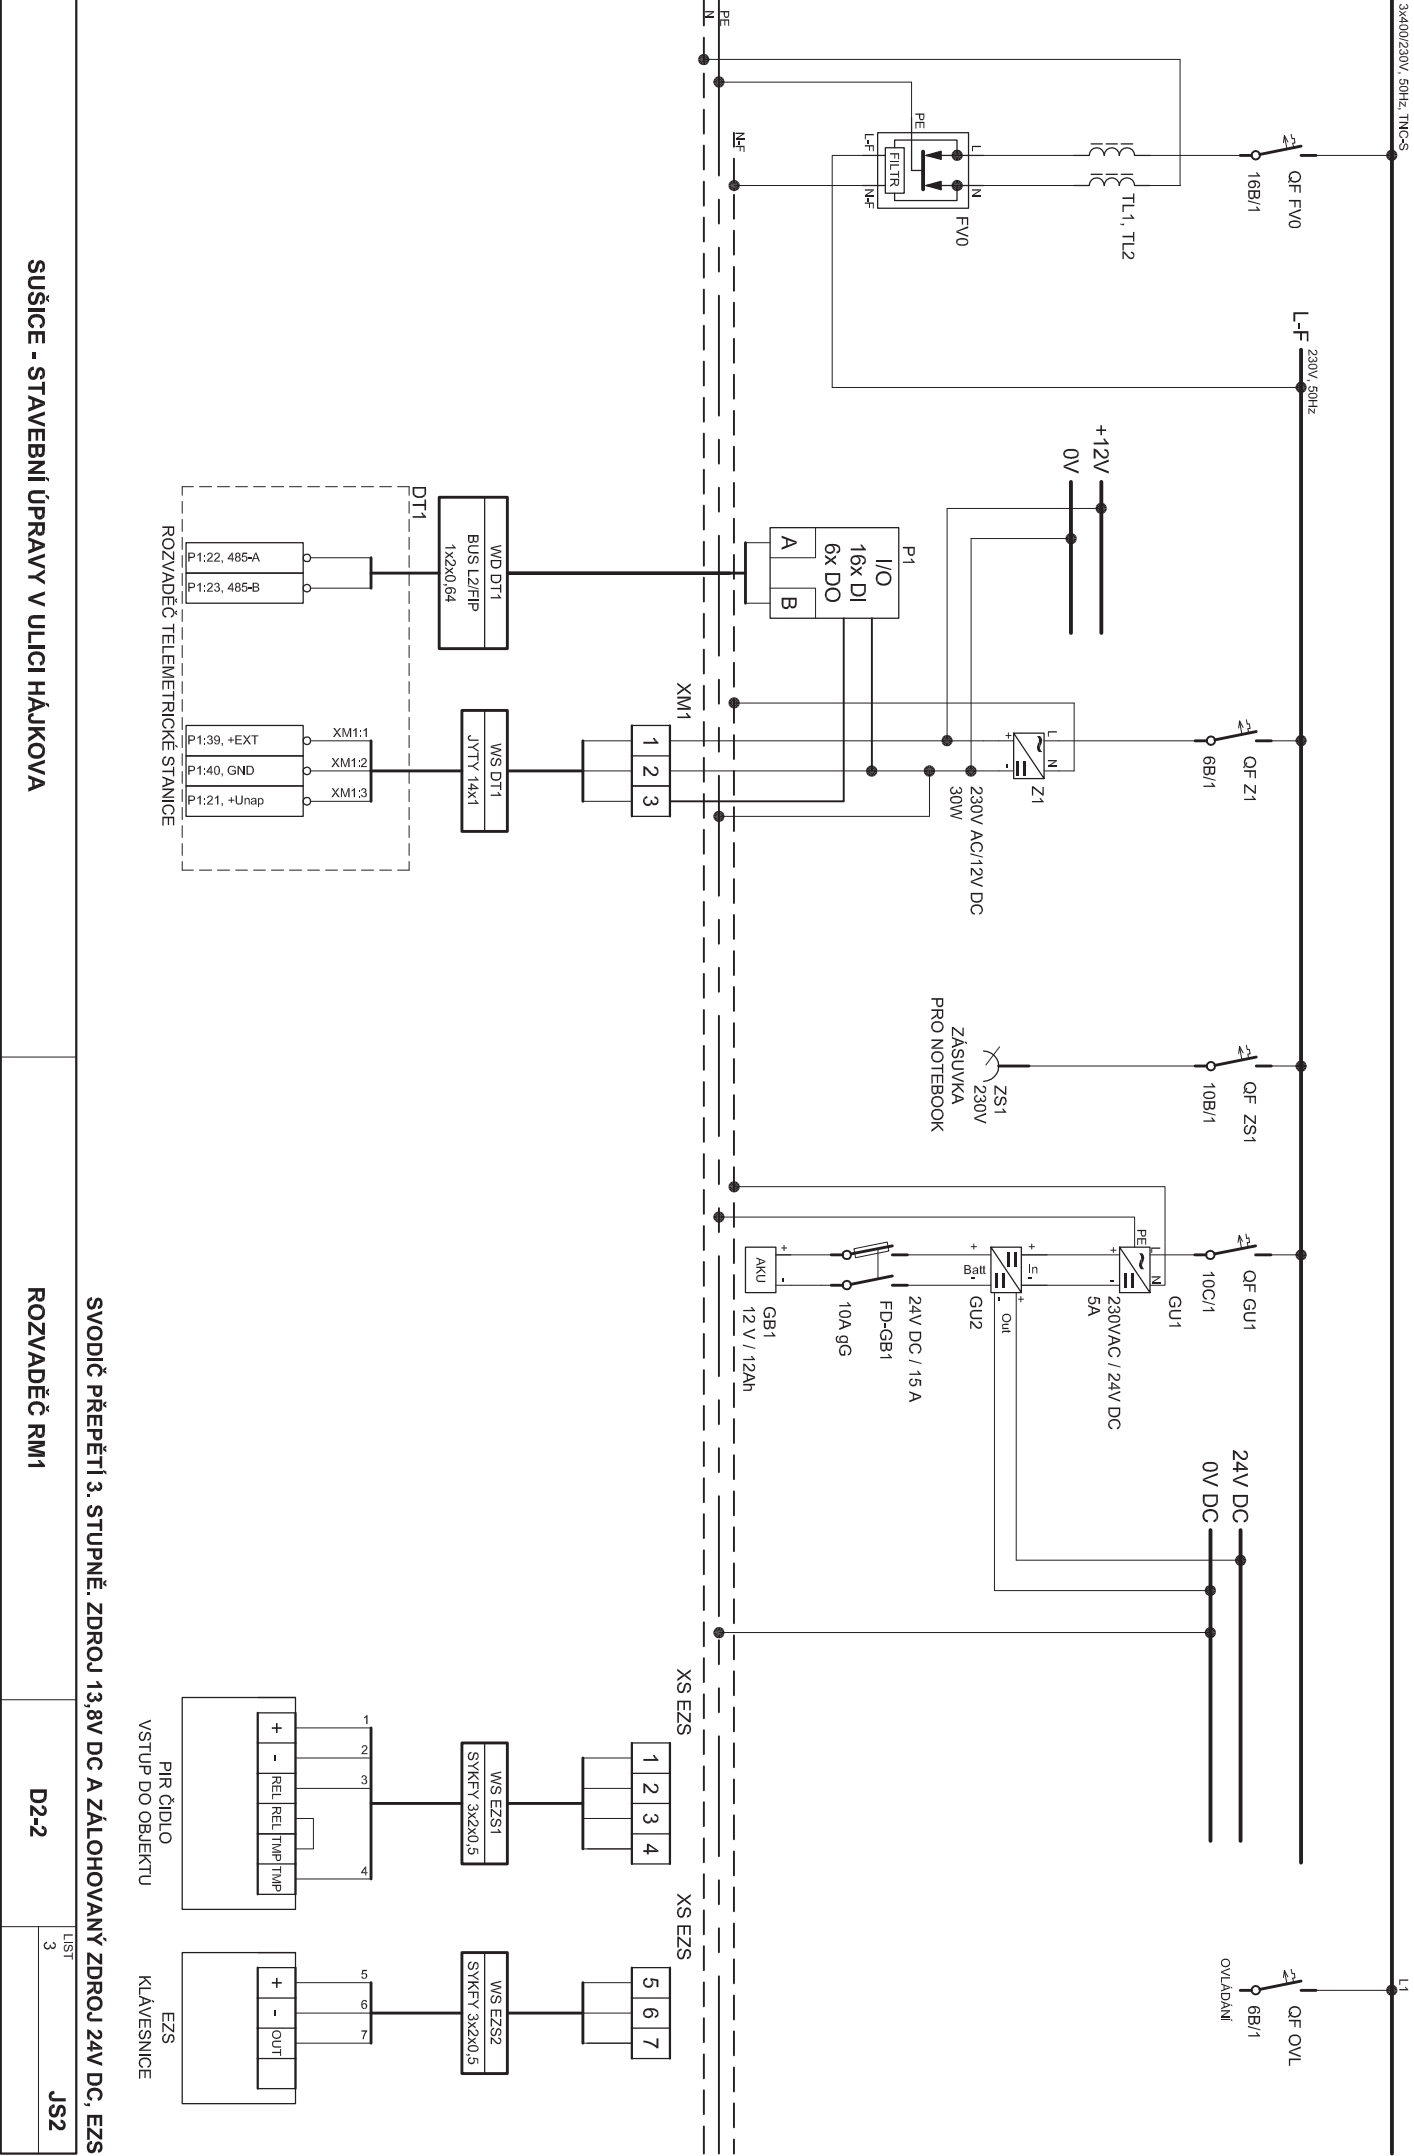 3x400/230V, 50Hz, TNC-S
L1
QF FV0
16B/1
TL1, TL2
PE
L
N
FILTR
L-F
N-F
FV0
L-F
230V, 50Hz
+12V
0V
P1
I/O
16x DI
6x DO
A
B
QF Z1
6B/1
L
N
+
-
Z1
230V AC/12V DC
30W
QF ZS1
10B/1
ZS1
230V
ZÁSUVKA
PRO NOTEBOOK
QF GU1
10C/1
PE
L
N
+
-
GU1
230VAC / 24V DC
5A
+
In
-
+
Batt
-
-
Out
+
GU2
24V DC / 15 A
FD-GB1
10A gG
+
-
AKU
GB1
12 V / 12Ah
24V DC
0V DC
QF OVL
6B/1
OVLÁDÁNÍ
N-F
PE
N
XM1
1
2
3
WD DT1
BUS L2/FIP
1x2x0,64
WS DT1
JYTY 14x1
DT1
P1:22, 485-A
P1:23, 485-B
XM1:1
XM1:2
XM1:3
P1:39, +EXT
P1:40, GND
P1:21, +Unap
ROZVADĚČ TELEMETRICKÉ STANICE
XS EZS
1
2
3
4
WS EZS1
SYKFY 3x2x0,5
1
2
3
4
+
-
REL
REL
TMP
TMP
PIR ČIDLO
VSTUP DO OBJEKTU
XS EZS
5
6
7
WS EZS2
SYKFY 3x2x0,5
5
6
7
+
-
OUT
EZS
KLÁVESNICE
SVODIČ PŘEPĚTÍ 3. STUPNĚ. ZDROJ 13,8V DC A ZÁLOHOVANÝ ZDROJ 24V DC, EZS
SUŠICE - STAVEBNÍ ÚPRAVY V ULICI HÁJKOVA
ROZVADĚČ RM1
D2-2
LIST
3
JS2